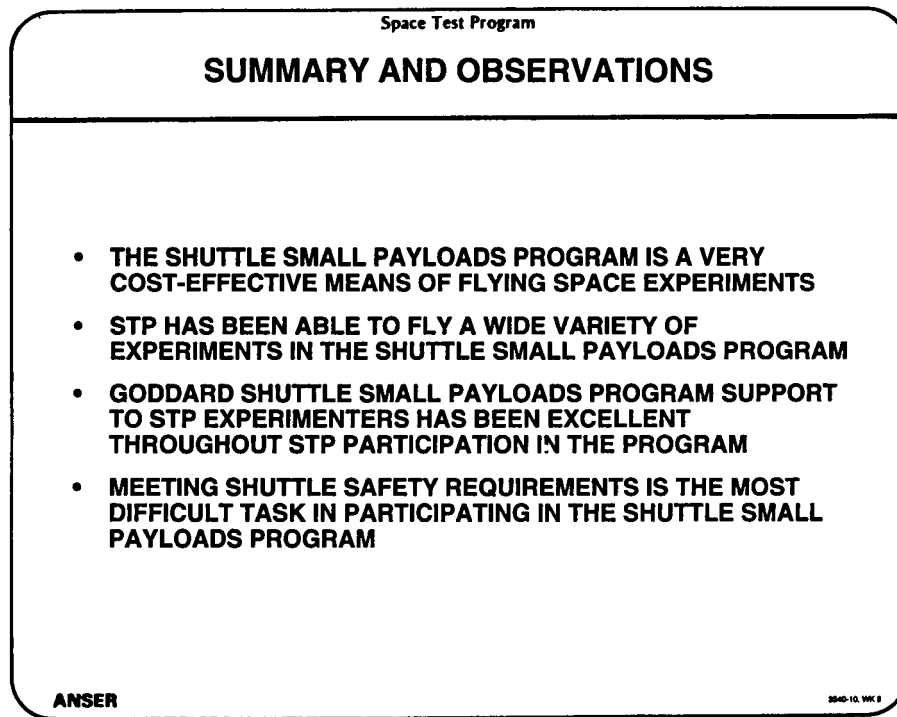 Space Test Program
SUMMARY AND OBSERVATIONS
• THE SHUTTLE SMALL PAYLOADS PROGRAM IS A VERY
COST-EFFECTIVE MEANS OF FLYING SPACE EXPERIMENTS
• STP HAS BEEN ABLE TO FLY A WIDE VARIETY OF
EXPERIMENTS IN THE SHUTTLE SMALL PAYLOADS PROGRAM
• GODDARD SHUTTLE SMALL PAYLOADS PROGRAM SUPPORT
TO STP EXPERIMENTERS HAS BEEN EXCELLENT
THROUGHOUT STP PARTICIPATION IN THE PROGRAM
• MEETING SHUTTLE SAFETY REQUIREMENTS IS THE MOST
DIFFICULT TASK IN PARTICIPATING IN THE SHUTTLE SMALL
PAYLOADS PROGRAM
ANSER